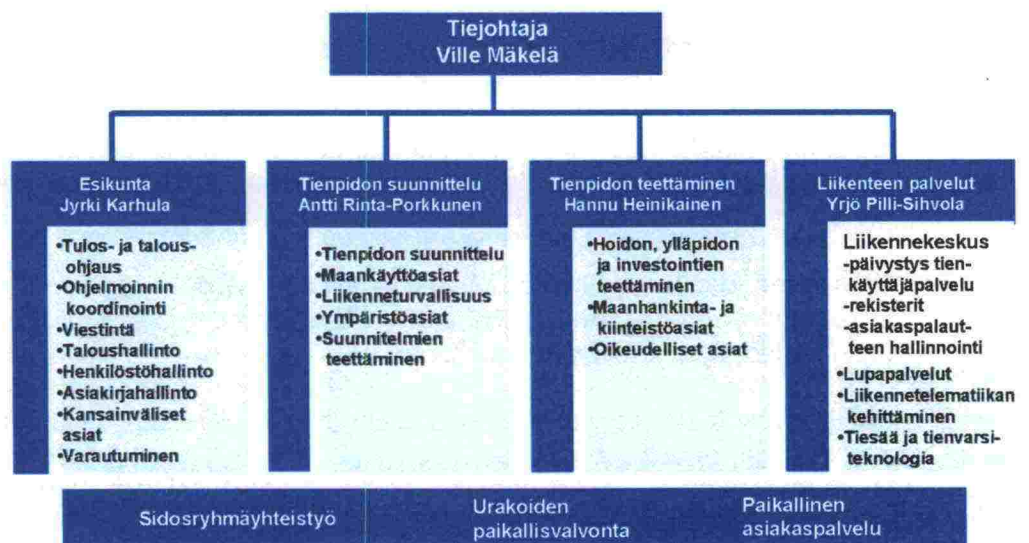 Tiejohtaja
Ville Mäkelä
Esikunta
Jyrki Karhula
•Tulos- ja talous-
ohjaus
•Ohjelmoinnin
koordinointi
•Viestintä
•Taloushallinto
•Henkilöstöhallinto
•Asiakirjahallinto
•Kansainväliset
asiat
•Varautuminen
Tienpidon suunnittelu
Antti Rinta-Porkkunen
•Tienpidon suunnittelu
•Maankäyttöasiat
•Liikenneturvallisuus
•Ympäristöasiat
•Suunnitelmien
teettäminen
Tienpidon teettäminen
Hannu Heinikainen
•Hoidon, ylläpidon
ja investointien
teettäminen
•Maanhankinta- ja
kiinteistöasiat
•Oikeudelliset asiat
Liikenteen palvelut
Yrjö Pilli-Sihvola
Liikennekeskus
-päivystys tien-
käyttäjäpalvelu
-rekisterit
-asiakaspalaut-
teen hallinnointi
•Lupapalvelut
•Liikennetelematiikan
kehittäminen
•Tiesää ja tienvarsi-
teknologia
Sidosryhmäyhteistyö
Urakoiden
paikallisvalvonta
Paikallinen
asiakaspalvelu